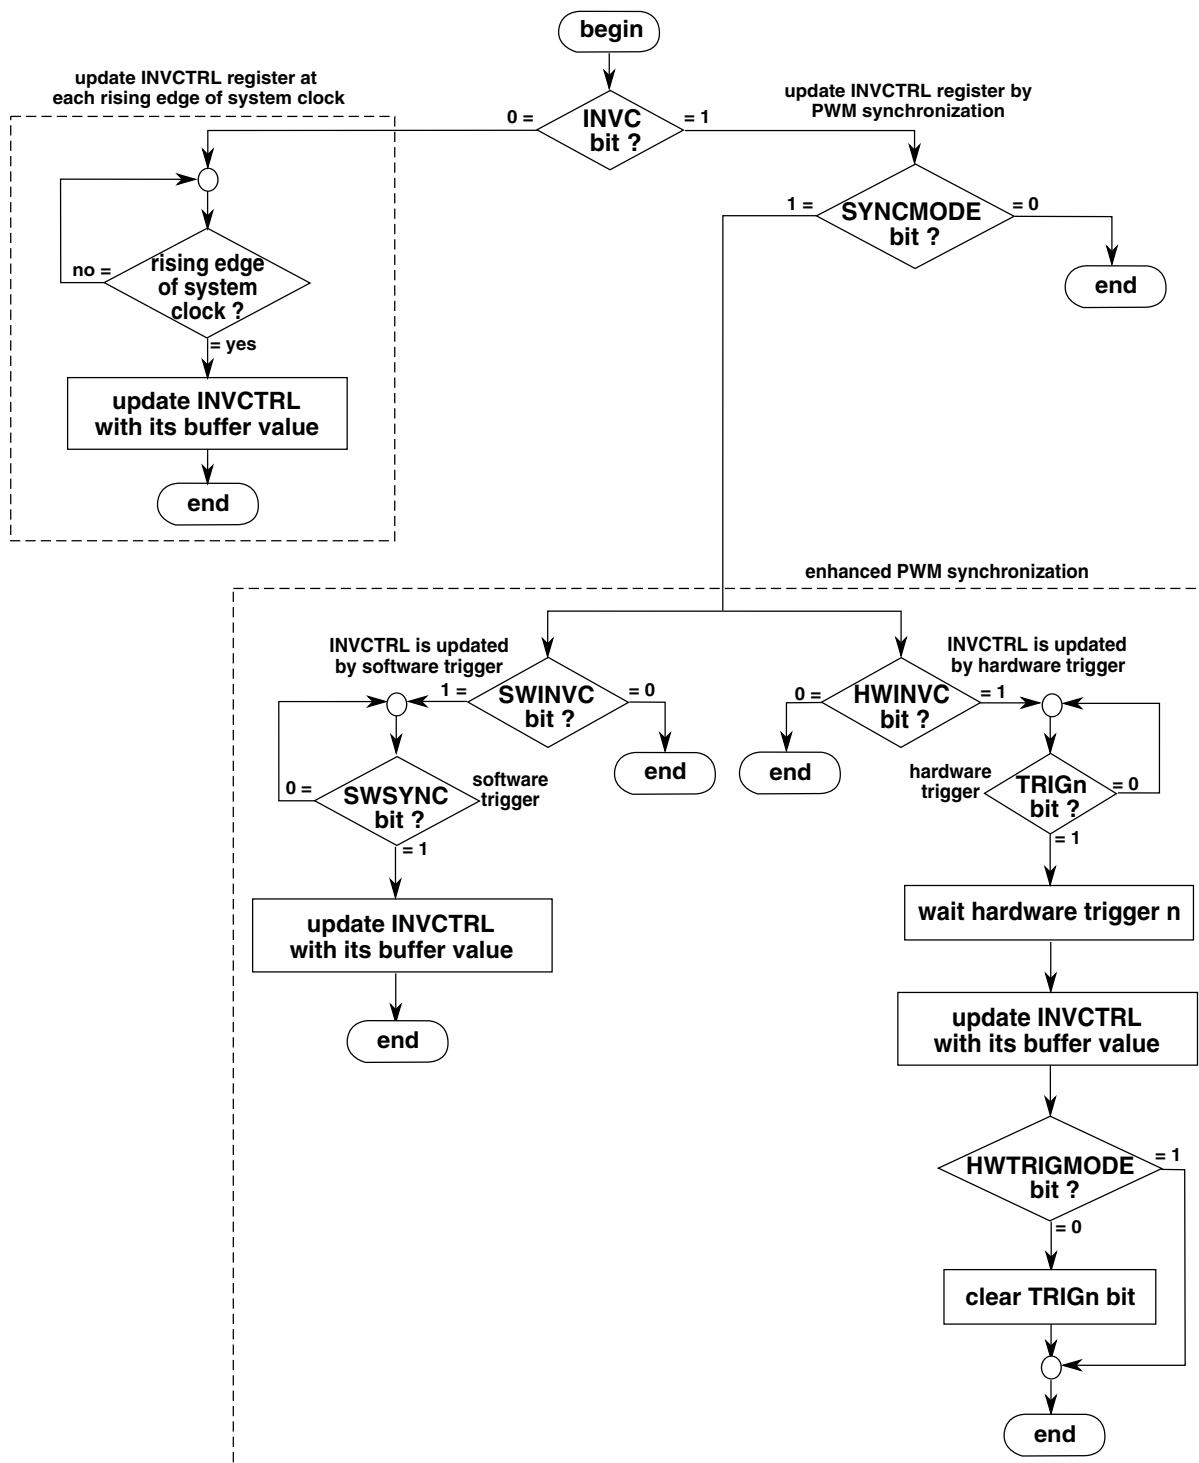 begin
update INVCTRL register at
each rising edge of system clock
update INVCTRL register by
PWM synchronization
0 =
INVC
bit ?
= 1
1 =
SYNCMODE
bit ?
= 0
end
no =
rising edge
of system
clock ?
= yes
update INVCTRL
with its buffer value
end
enhanced PWM synchronization
INVCTRL is updated
by software trigger
INVCTRL is updated
by hardware trigger
1 =
SWINVC
bit ?
= 0
end
0 =
HWINVC
bit ?
= 1
end
0 =
SWSYNC
bit ?
software
trigger
= 1
hardware
trigger
TRIGn
bit ?
= 0
= 1
update INVCTRL
with its buffer value
end
wait hardware trigger n
update INVCTRL
with its buffer value
HWTRIGMODE
bit ?
= 1
= 0
clear TRIGn bit
end